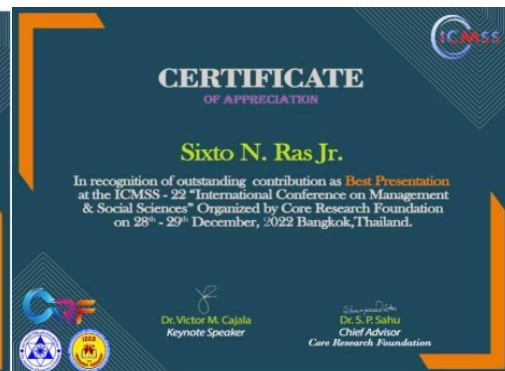 ICMSS
CERTIFICATE
OF APPRECIATION
Sixto N. Ras Jr.
In recognition of outstanding contribution as Best Presentation
at the ICMSS - 22 "International Conference on Management
& Social Sciences" Organized by Core Research Foundation
on 28th - 29th December, 2022 Bangkok,Thailand.
CRF
Dr. Victor M. Cajala
Keynote Speaker
Dr. S. P. Sahu
Chief Advisor
Core Research Foundation